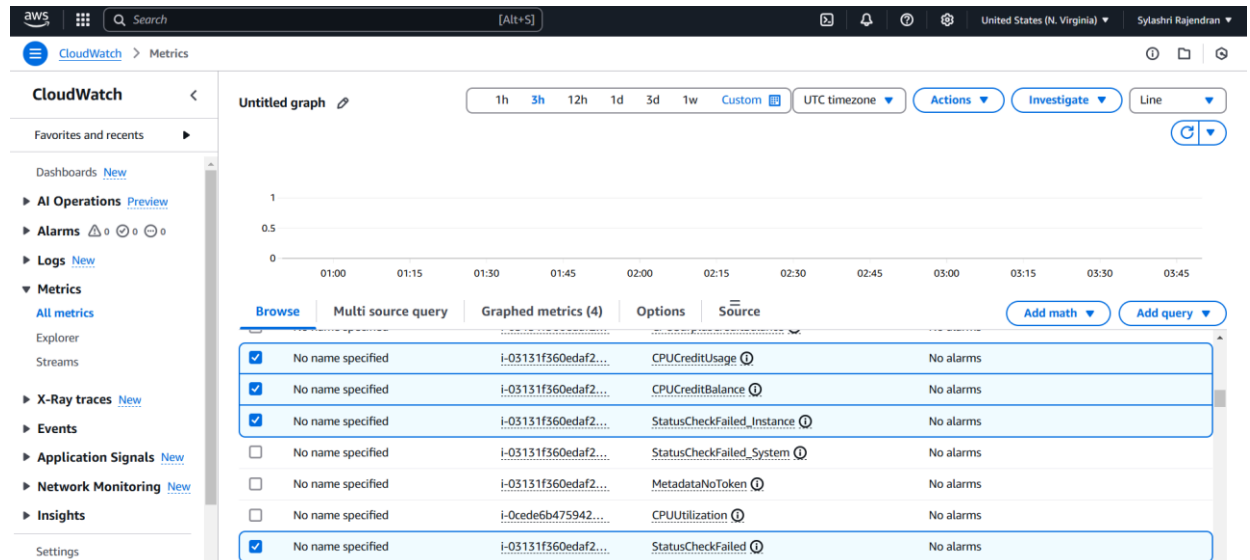 aws Search [Alt+S] United States (N. Virginia) Sylashri Rajendran
CloudWatch > Metrics
CloudWatch
Favorites and recents
Dashboards New
AI Operations Preview
Alarms 0 0 0
Logs New
Metrics
All metrics
Explorer
Streams
X-Ray traces New
Events
Application Signals New
Network Monitoring New
Insights
Settings
Untitled graph 1h 3h 12h 1d 3d 1w Custom UTC timezone Actions Investigate Line
1
0.5
0
01:00 01:15 01:30 01:45 02:00 02:15 02:30 02:45 03:00 03:15 03:30 03:45
Browse Multi source query Graphed metrics (4) Options Source Add math Add query
No name specified i-03131f360edaf2... CPUCreditUsage No alarms
No name specified i-03131f360edaf2... CPUCreditBalance No alarms
No name specified i-03131f360edaf2... StatusCheckFailed_Instance No alarms
No name specified i-03131f360edaf2... StatusCheckFailed_System No alarms
No name specified i-03131f360edaf2... MetadataNoToken No alarms
No name specified i-0cede6b475942... CPUUtilization No alarms
No name specified i-03131f360edaf2... StatusCheckFailed No alarms